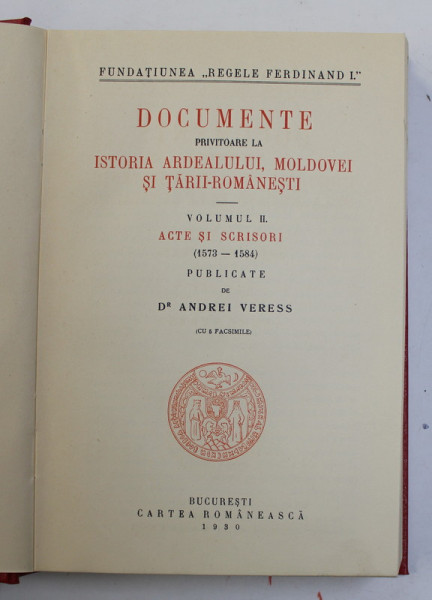 FUNDAȚIUNEA „REGELE FERDINAND I.”
DOCUMENTE
PRIVITOARE LA
ISTORIA ARDEALULUI, MOLDOVEI
ȘI ȚĂRII-ROMÂNEȘTI
VOLUMUL II.
ACTE ȘI SCRISORI
(1573 — 1584)
PUBLICATE
DE
Dᴿ ANDREI VERESS
(CU 8 FACSIMILE)
BUCUREȘTI
CARTEA ROMÂNEASCĂ
1930